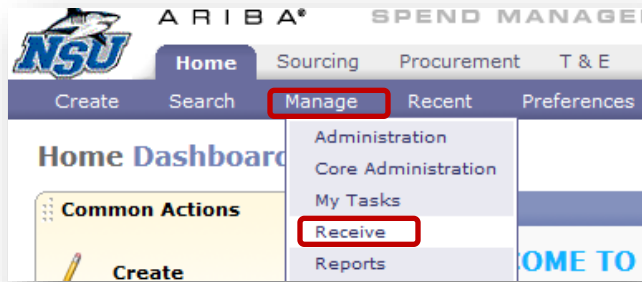 ARIBA® SPEND MANAGE
NSU
Home Sourcing Procurement T & E
Create Search Manage Recent Preferences
Home Dashboard
Administration
Core Administration
My Tasks
Receive
Reports
Common Actions
Create
COME TO